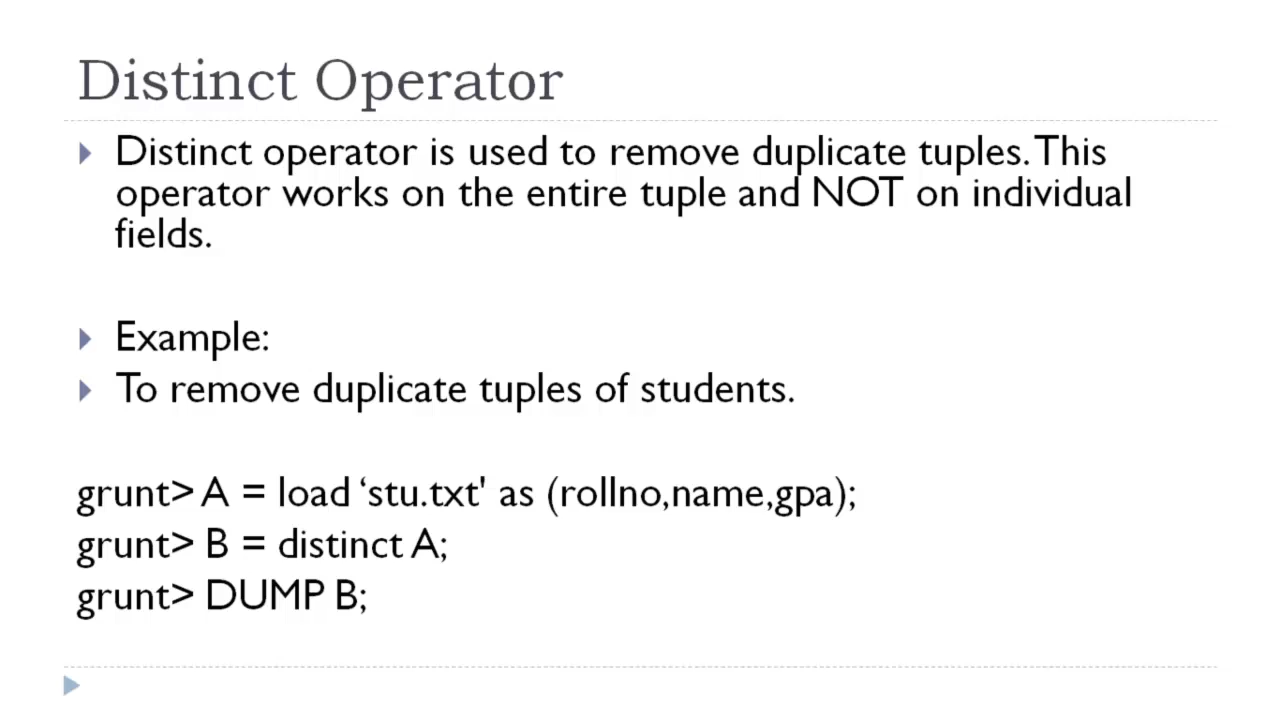 Distinct Operator
Distinct operator is used to remove duplicate tuples. This
operator works on the entire tuple and NOT on individual
fields.
Example:
To remove duplicate tuples of students.
grunt> A = load ‘stu.txt' as (rollno,name,gpa);
grunt> B = distinct A;
grunt> DUMP B;